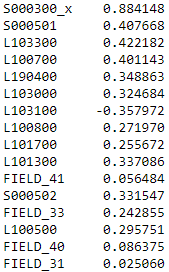 S000300_x    0.884148
S000501      0.407668
L103300      0.422182
L100700      0.401143
L190400      0.348863
L103000      0.324684
L103100     -0.357972
L100800      0.271970
L101700      0.255672
L101300      0.337086
FIELD_41     0.056484
S000502      0.331547
FIELD_33     0.242855
L100500      0.295751
FIELD_40     0.086375
FIELD_31     0.025060